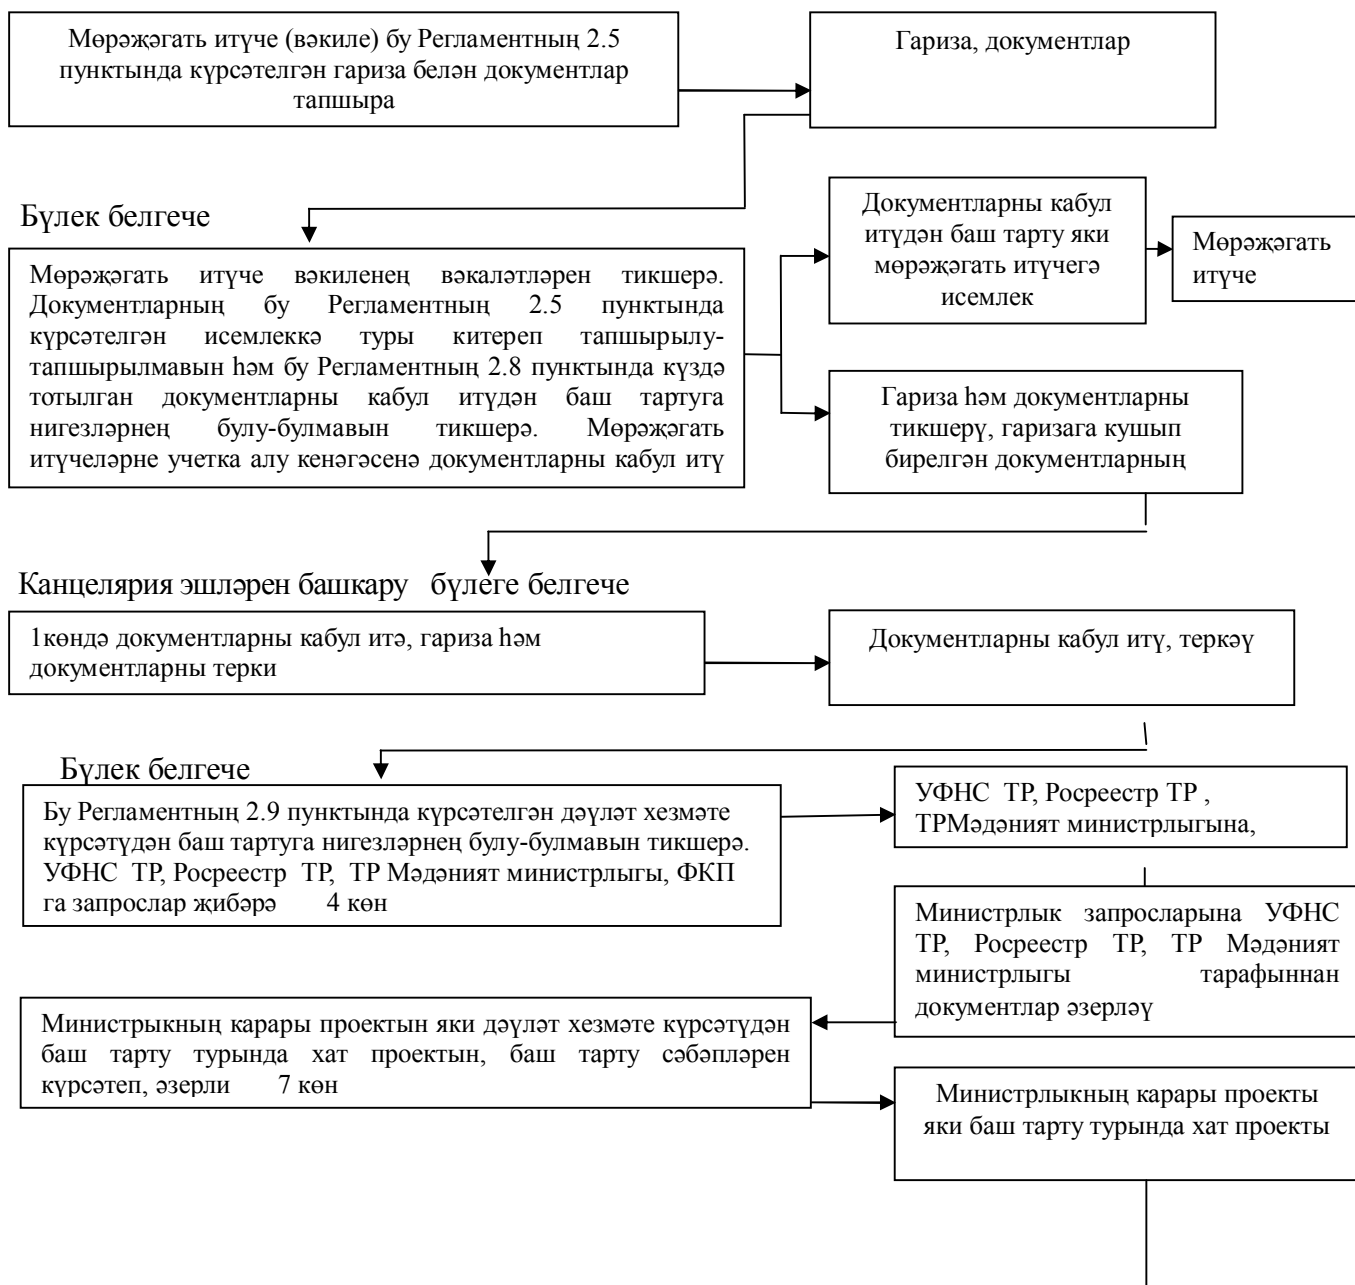 Мөрәҗәгать итүче (вәкиле) бу Регламентның 2.5
пунктында күрсәтелгән гариза белән документлар
тапшыра
Гариза, документлар
Бүлек белгече
Документларны кабул
итүдән баш тарту яки
мөрәҗәгать итүчегә
исемлек
Мөрәҗәгать
итүче
Мөрәҗәгать итүче вәкиленең вәкаләтләрен тикшерә.
Документларның бу Регламентның 2.5 пунктында
күрсәтелгән исемлеккә туры китереп тапшырылу-
тапшырылмавын һәм бу Регламентның 2.8 пунктында күздә
тотылган документларны кабул итүдән баш тартуга
нигезләрнең булу-булмавын тикшерә. Мөрәҗәгать
итүчеләрне учетка алу кенәгәсенә документларны кабул итү
Гариза һәм документларны
тикшерү, гаризага кушып
бирелгән документларның
Канцелярия эшләрен башкару бүлеге белгече
1көндә документларны кабул итә, гариза һәм
документларны терки
Документларны кабул итү, теркәү
Бүлек белгече
Бу Регламентның 2.9 пунктында күрсәтелгән дәүләт хезмәте
күрсәтүдән баш тартуга нигезләрнең булу-булмавын тикшерә.
УФНС ТР, Росреестр ТР, ТР Мәдәният министрлыгы, ФКП
га запрослар җибәрә 4 көн
УФНС ТР, Росреестр ТР ,
ТРМәдәният министрлыгына,
Министрлык запросларына УФНС
ТР, Росреестр ТР, ТР Мәдәният
министрлыгы тарафыннан
документлар әзерләү
Министрыкның карары проектын яки дәүләт хезмәте күрсәтүдән
баш тарту турында хат проектын, баш тарту сәбәпләрен
күрсәтеп, әзерли 7 көн
Министрлыкның карары проекты
яки баш тарту турында хат проекты